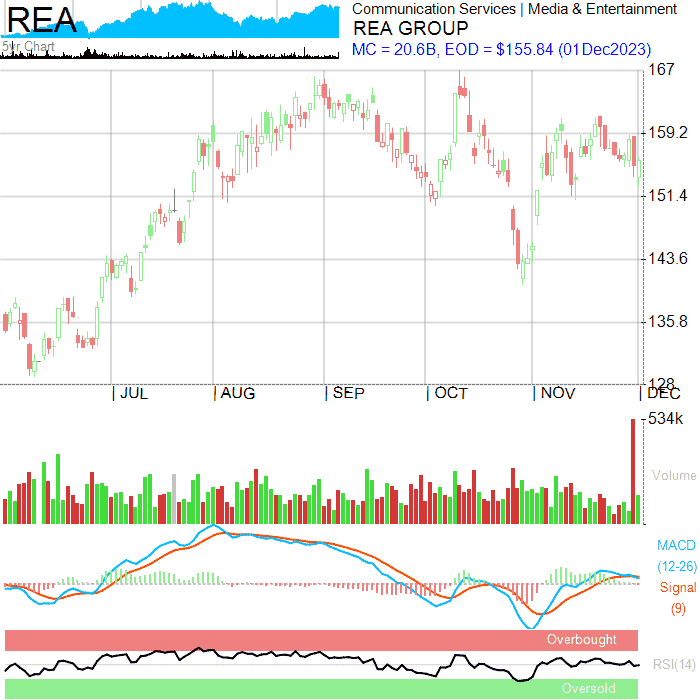 REA
5yr Chart
Communication Services | Media & Entertainment
REA GROUP
MC = 20.6B, EOD = $155.84 (01Dec2023)
167
159.2
151.4
143.6
135.8
128
JUL AUG SEP OCT NOV DEC
534k
Volume
MACD
(12-26)
Signal
(9)
Overbought
RSI(14)
Oversold